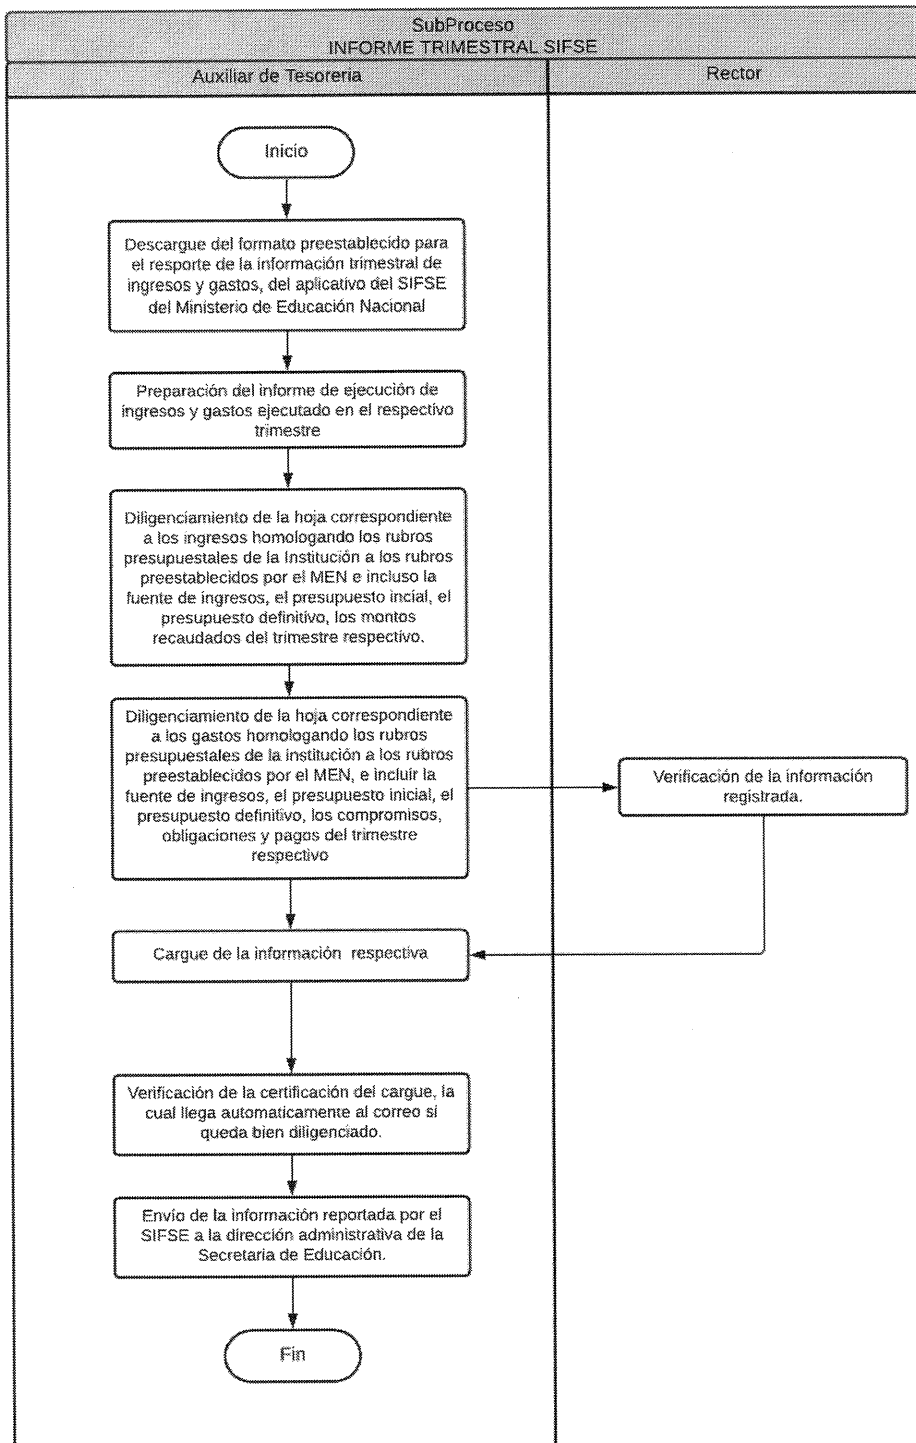 SubProceso
INFORME TRIMESTRAL SIFSE
Auxiliar de Tesoreria
Rector
Inicio
Descargue del formato preestablecido para
el resporte de la información trimestral de
ingresos y gastos, del aplicativo del SIFSE
del Ministerio de Educación Nacional
Preparación del informe de ejecución de
ingresos y gastos ejecutado en el respectivo
trimestre
Diligenciamiento de la hoja correspondiente
a los ingresos homologando los rubros
presupuestales de la Institución a los rubros
preestablecidos por el MEN e incluso la
fuente de ingresos, el presupuesto incial, el
presupuesto definitivo, los montos
recaudados del trimestre respectivo.
Diligenciamiento de la hoja correspondiente
a los gastos homologando los rubros
presupuestales de la institución a los rubros
preestablecidos por el MEN, e incluir la
fuente de ingresos, el presupuesto inicial, el
presupuesto definitivo, los compromisos,
obligaciones y pagos del trimestre
respectivo
Verificación de la información
registrada.
Cargue de la información respectiva
Verificación de la certificación del cargue, la
cual llega automaticamente al correo si
queda bien diligenciado.
Envío de la información reportada por el
SIFSE a la dirección administrativa de la
Secretaria de Educación.
Fin